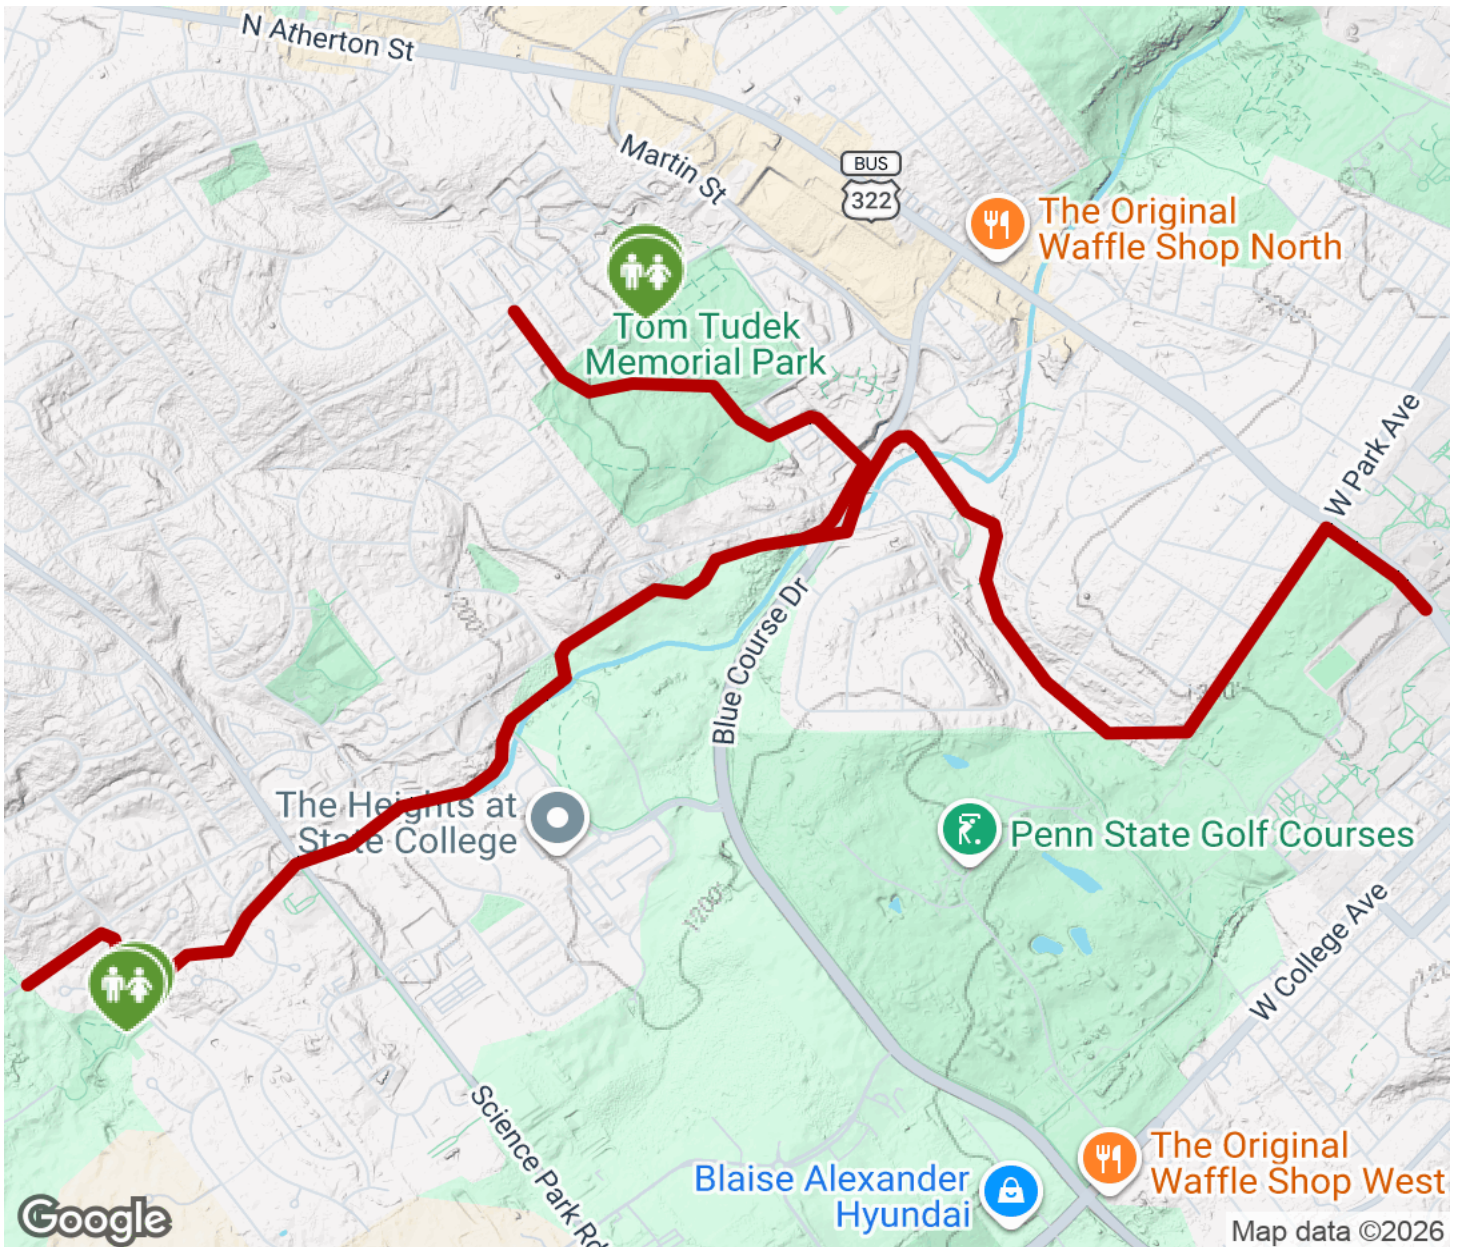 N Atherton St
Martin St
BUS
322
The Original
Waffle Shop North
Tom Tudek
Memorial Park
W Park Ave
Blue Course Dr
The Heights at
State College
Penn State Golf Courses
W College Ave
Science Park Rd
The Original
Waffle Shop West
Blaise Alexander
Hyundai
Google
Map data ©2026